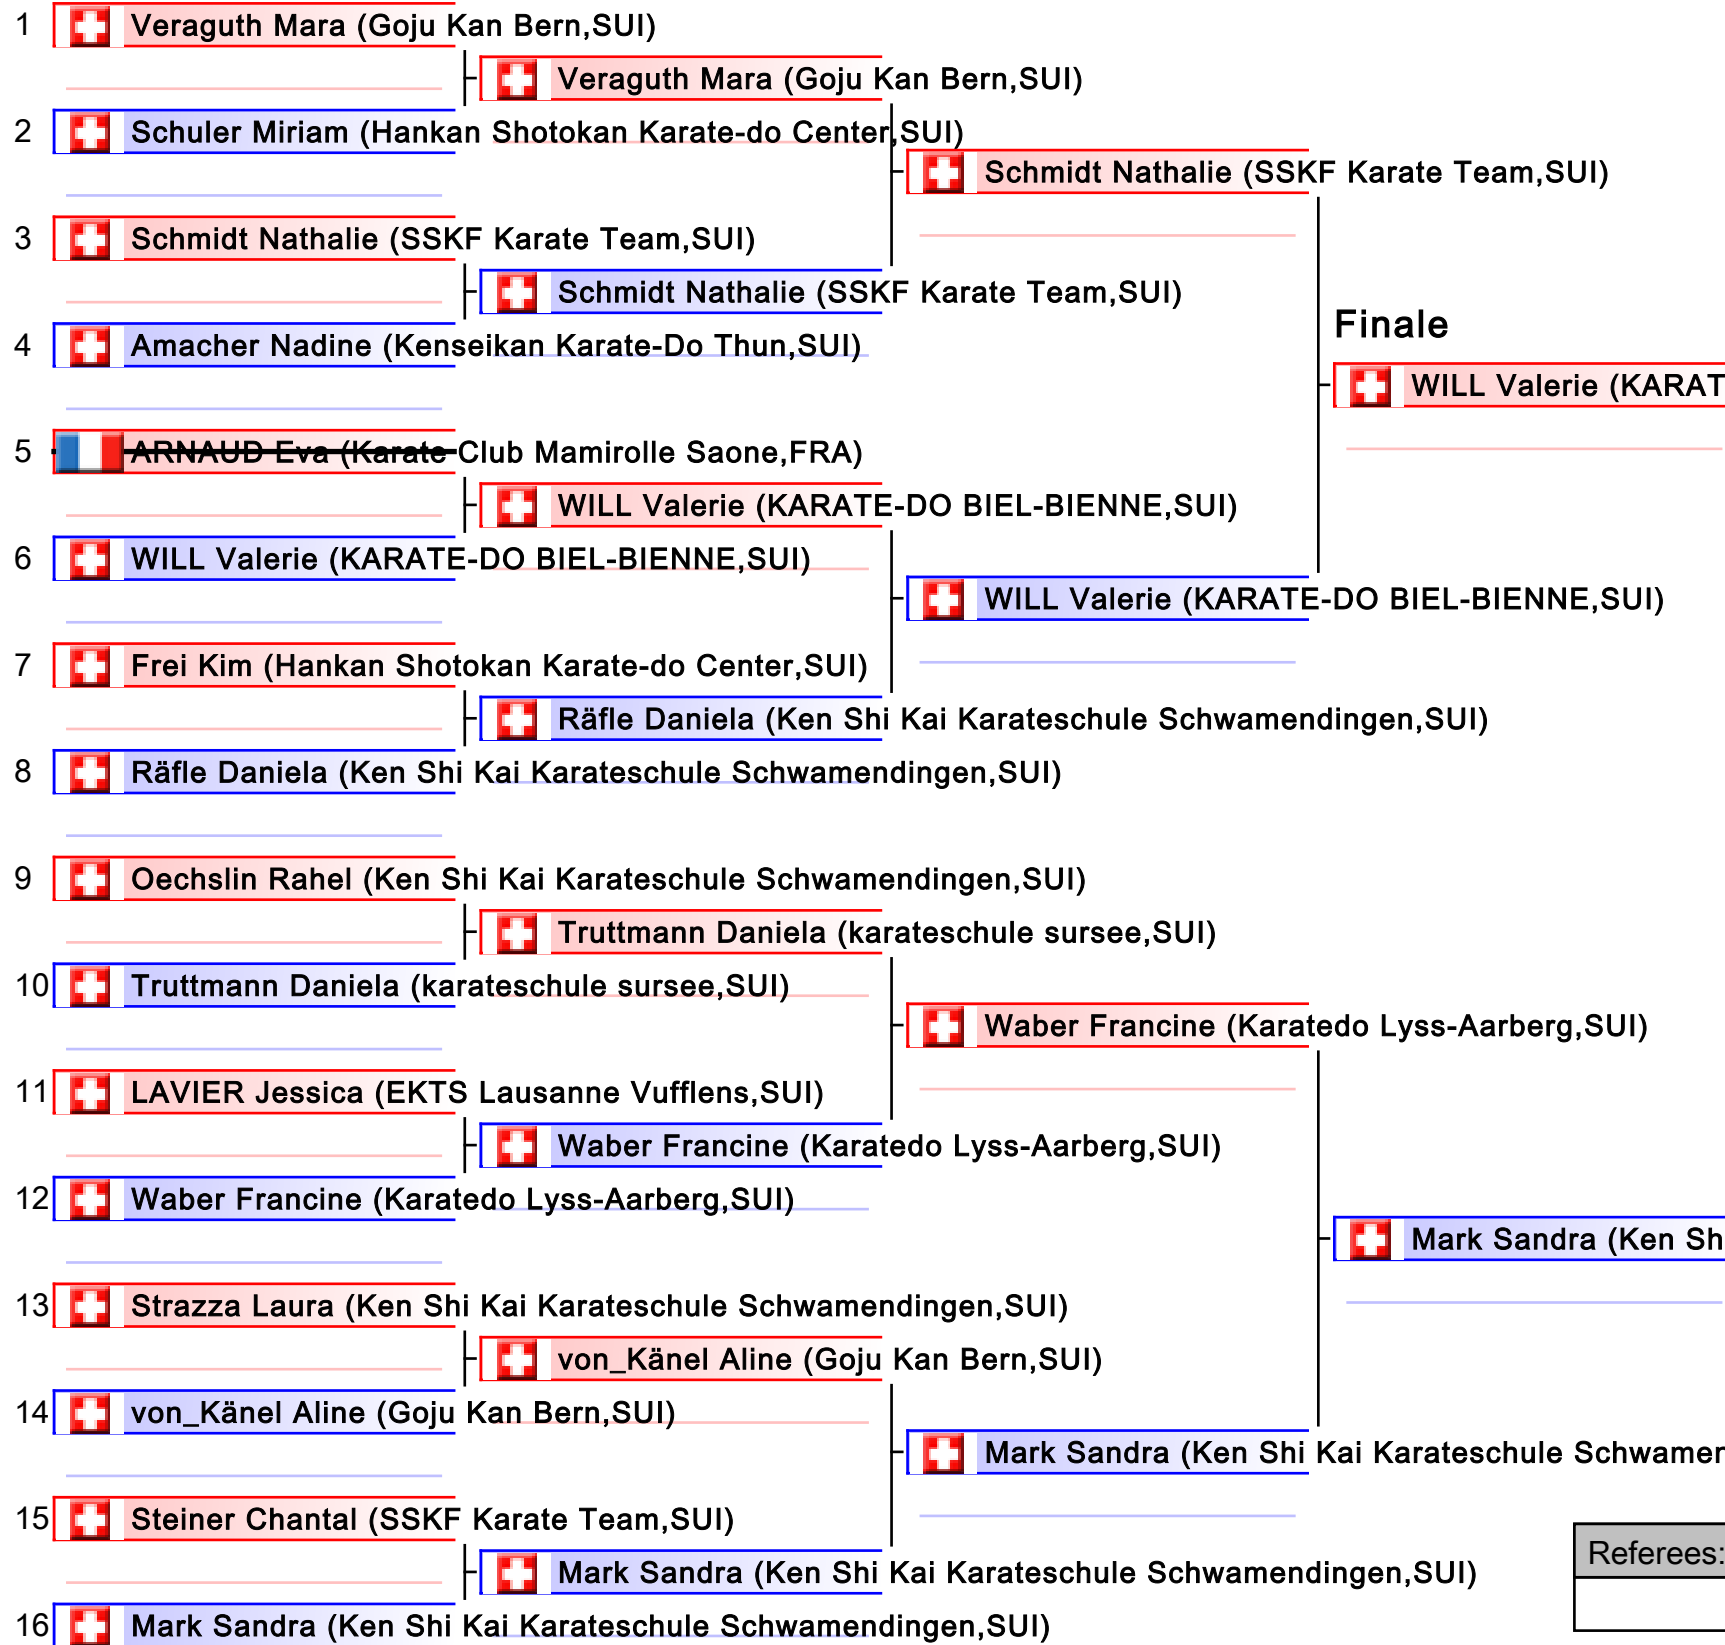 1 Veraguth Mara (Goju Kan Bern,SUI)
Veraguth Mara (Goju Kan Bern,SUI)
2 Schuler Miriam (Hankan Shotokan Karate-do Center,SUI)
Schmidt Nathalie (SSKF Karate Team,SUI)
3 Schmidt Nathalie (SSKF Karate Team,SUI)
Schmidt Nathalie (SSKF Karate Team,SUI)
Finale
4 Amacher Nadine (Kenseikan Karate-Do Thun,SUI)
WILL Valerie (KARAT
5 ARNAUD Eva (Karate Club Mamirolle Saone,FRA)
WILL Valerie (KARATE-DO BIEL-BIENNE,SUI)
6 WILL Valerie (KARATE-DO BIEL-BIENNE,SUI)
WILL Valerie (KARATE-DO BIEL-BIENNE,SUI)
7 Frei Kim (Hankan Shotokan Karate-do Center,SUI)
Räfle Daniela (Ken Shi Kai Karateschule Schwamendingen,SUI)
8 Räfle Daniela (Ken Shi Kai Karateschule Schwamendingen,SUI)
9 Oechslin Rahel (Ken Shi Kai Karateschule Schwamendingen,SUI)
Truttmann Daniela (karateschule sursee,SUI)
10 Truttmann Daniela (karateschule sursee,SUI)
Waber Francine (Karatedo Lyss-Aarberg,SUI)
11 LAVIER Jessica (EKTS Lausanne Vufflens,SUI)
Waber Francine (Karatedo Lyss-Aarberg,SUI)
12 Waber Francine (Karatedo Lyss-Aarberg,SUI)
Mark Sandra (Ken Sh
13 Strazza Laura (Ken Shi Kai Karateschule Schwamendingen,SUI)
von_Känel Aline (Goju Kan Bern,SUI)
14 von_Känel Aline (Goju Kan Bern,SUI)
Mark Sandra (Ken Shi Kai Karateschule Schwamen
15 Steiner Chantal (SSKF Karate Team,SUI)
Referees:
Mark Sandra (Ken Shi Kai Karateschule Schwamendingen,SUI)
16 Mark Sandra (Ken Shi Kai Karateschule Schwamendingen,SUI)